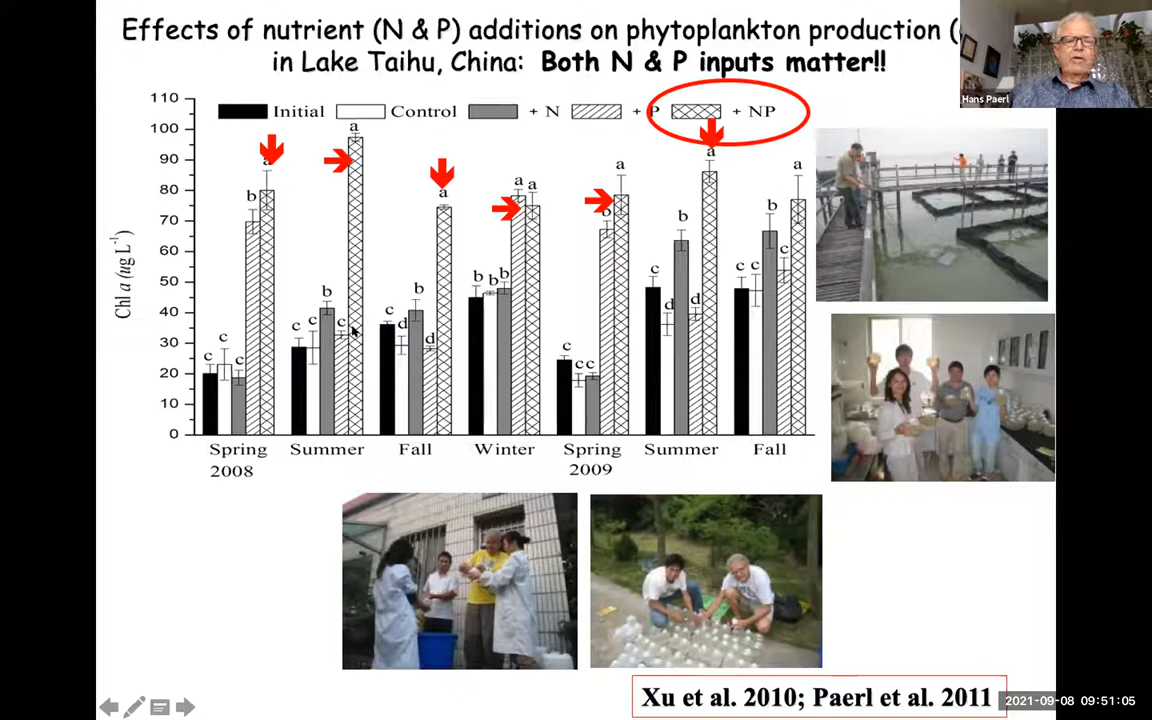 Effects of nutrient (N & P) additions on phytoplankton production (
in Lake Taihu, China: Both N & P inputs matter!!
Hans Paerl
Initial Control + N + P + NP
Chl a (ug L-1)
110
100
90
80
70
60
50
40
30
20
10
0
c c c b a
c c b c a
c d b d a
b b b a a
c c c b a
c d b d a
c c b c a
Spring Summer Fall Winter Spring Summer Fall
2008 2009
Xu et al. 2010; Paerl et al. 2011
2021-09-08 09:51:05